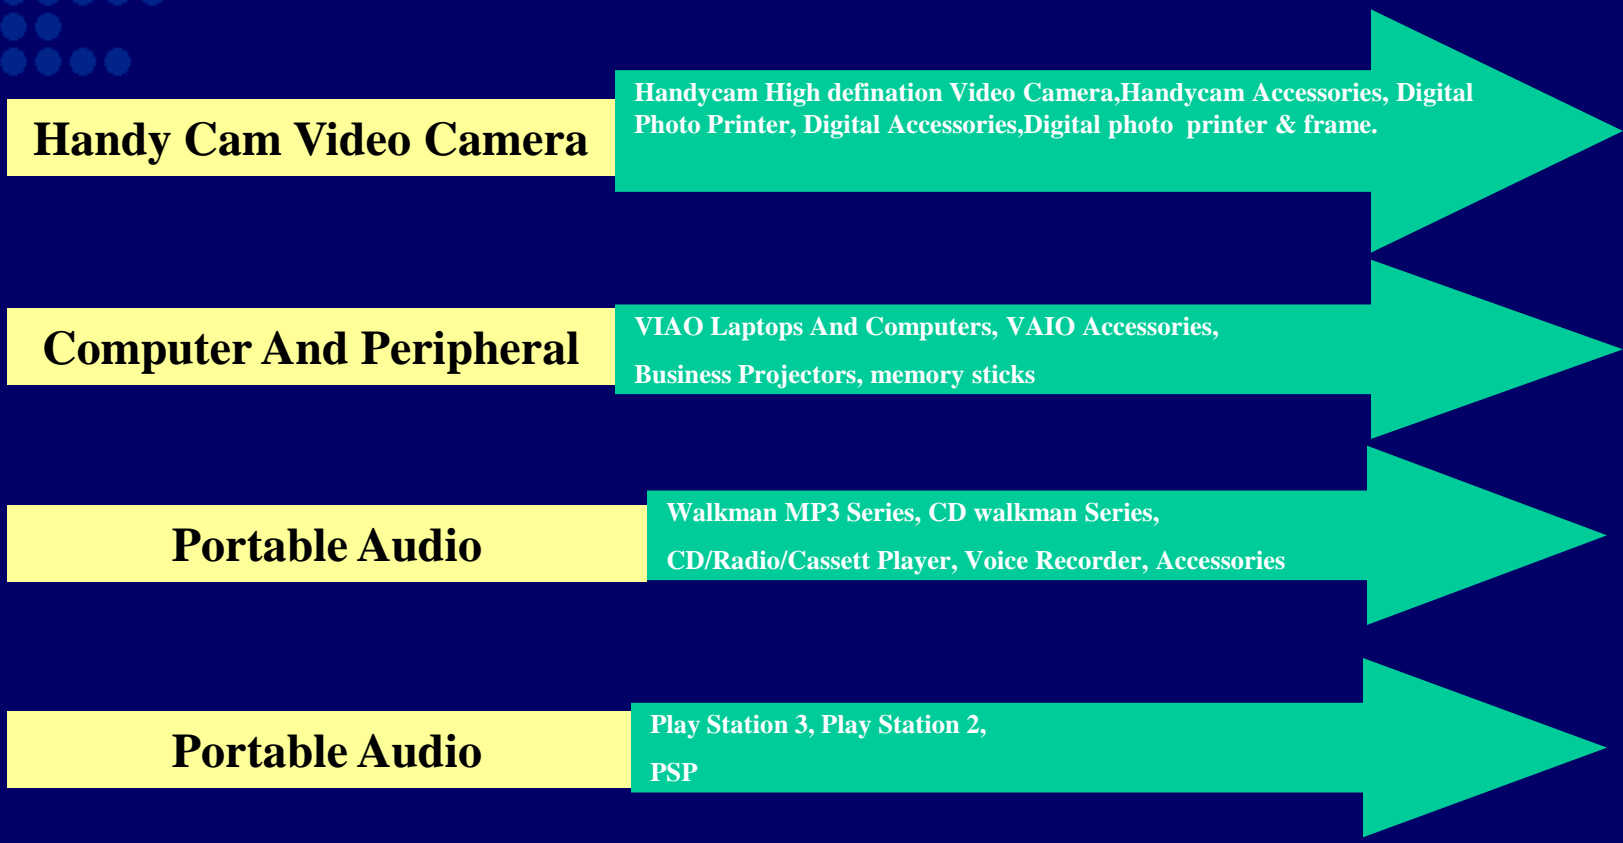 Handy Cam Video Camera
Handycam High defination Video Camera,Handycam Accessories, Digital
Photo Printer, Digital Accessories,Digital photo  printer & frame.
Computer And Peripheral
VIAO Laptops And Computers, VAIO Accessories,
Business Projectors, memory sticks
Portable Audio
Walkman MP3 Series, CD walkman Series,
CD/Radio/Cassett Player, Voice Recorder, Accessories
Portable Audio
Play Station 3, Play Station 2,
PSP